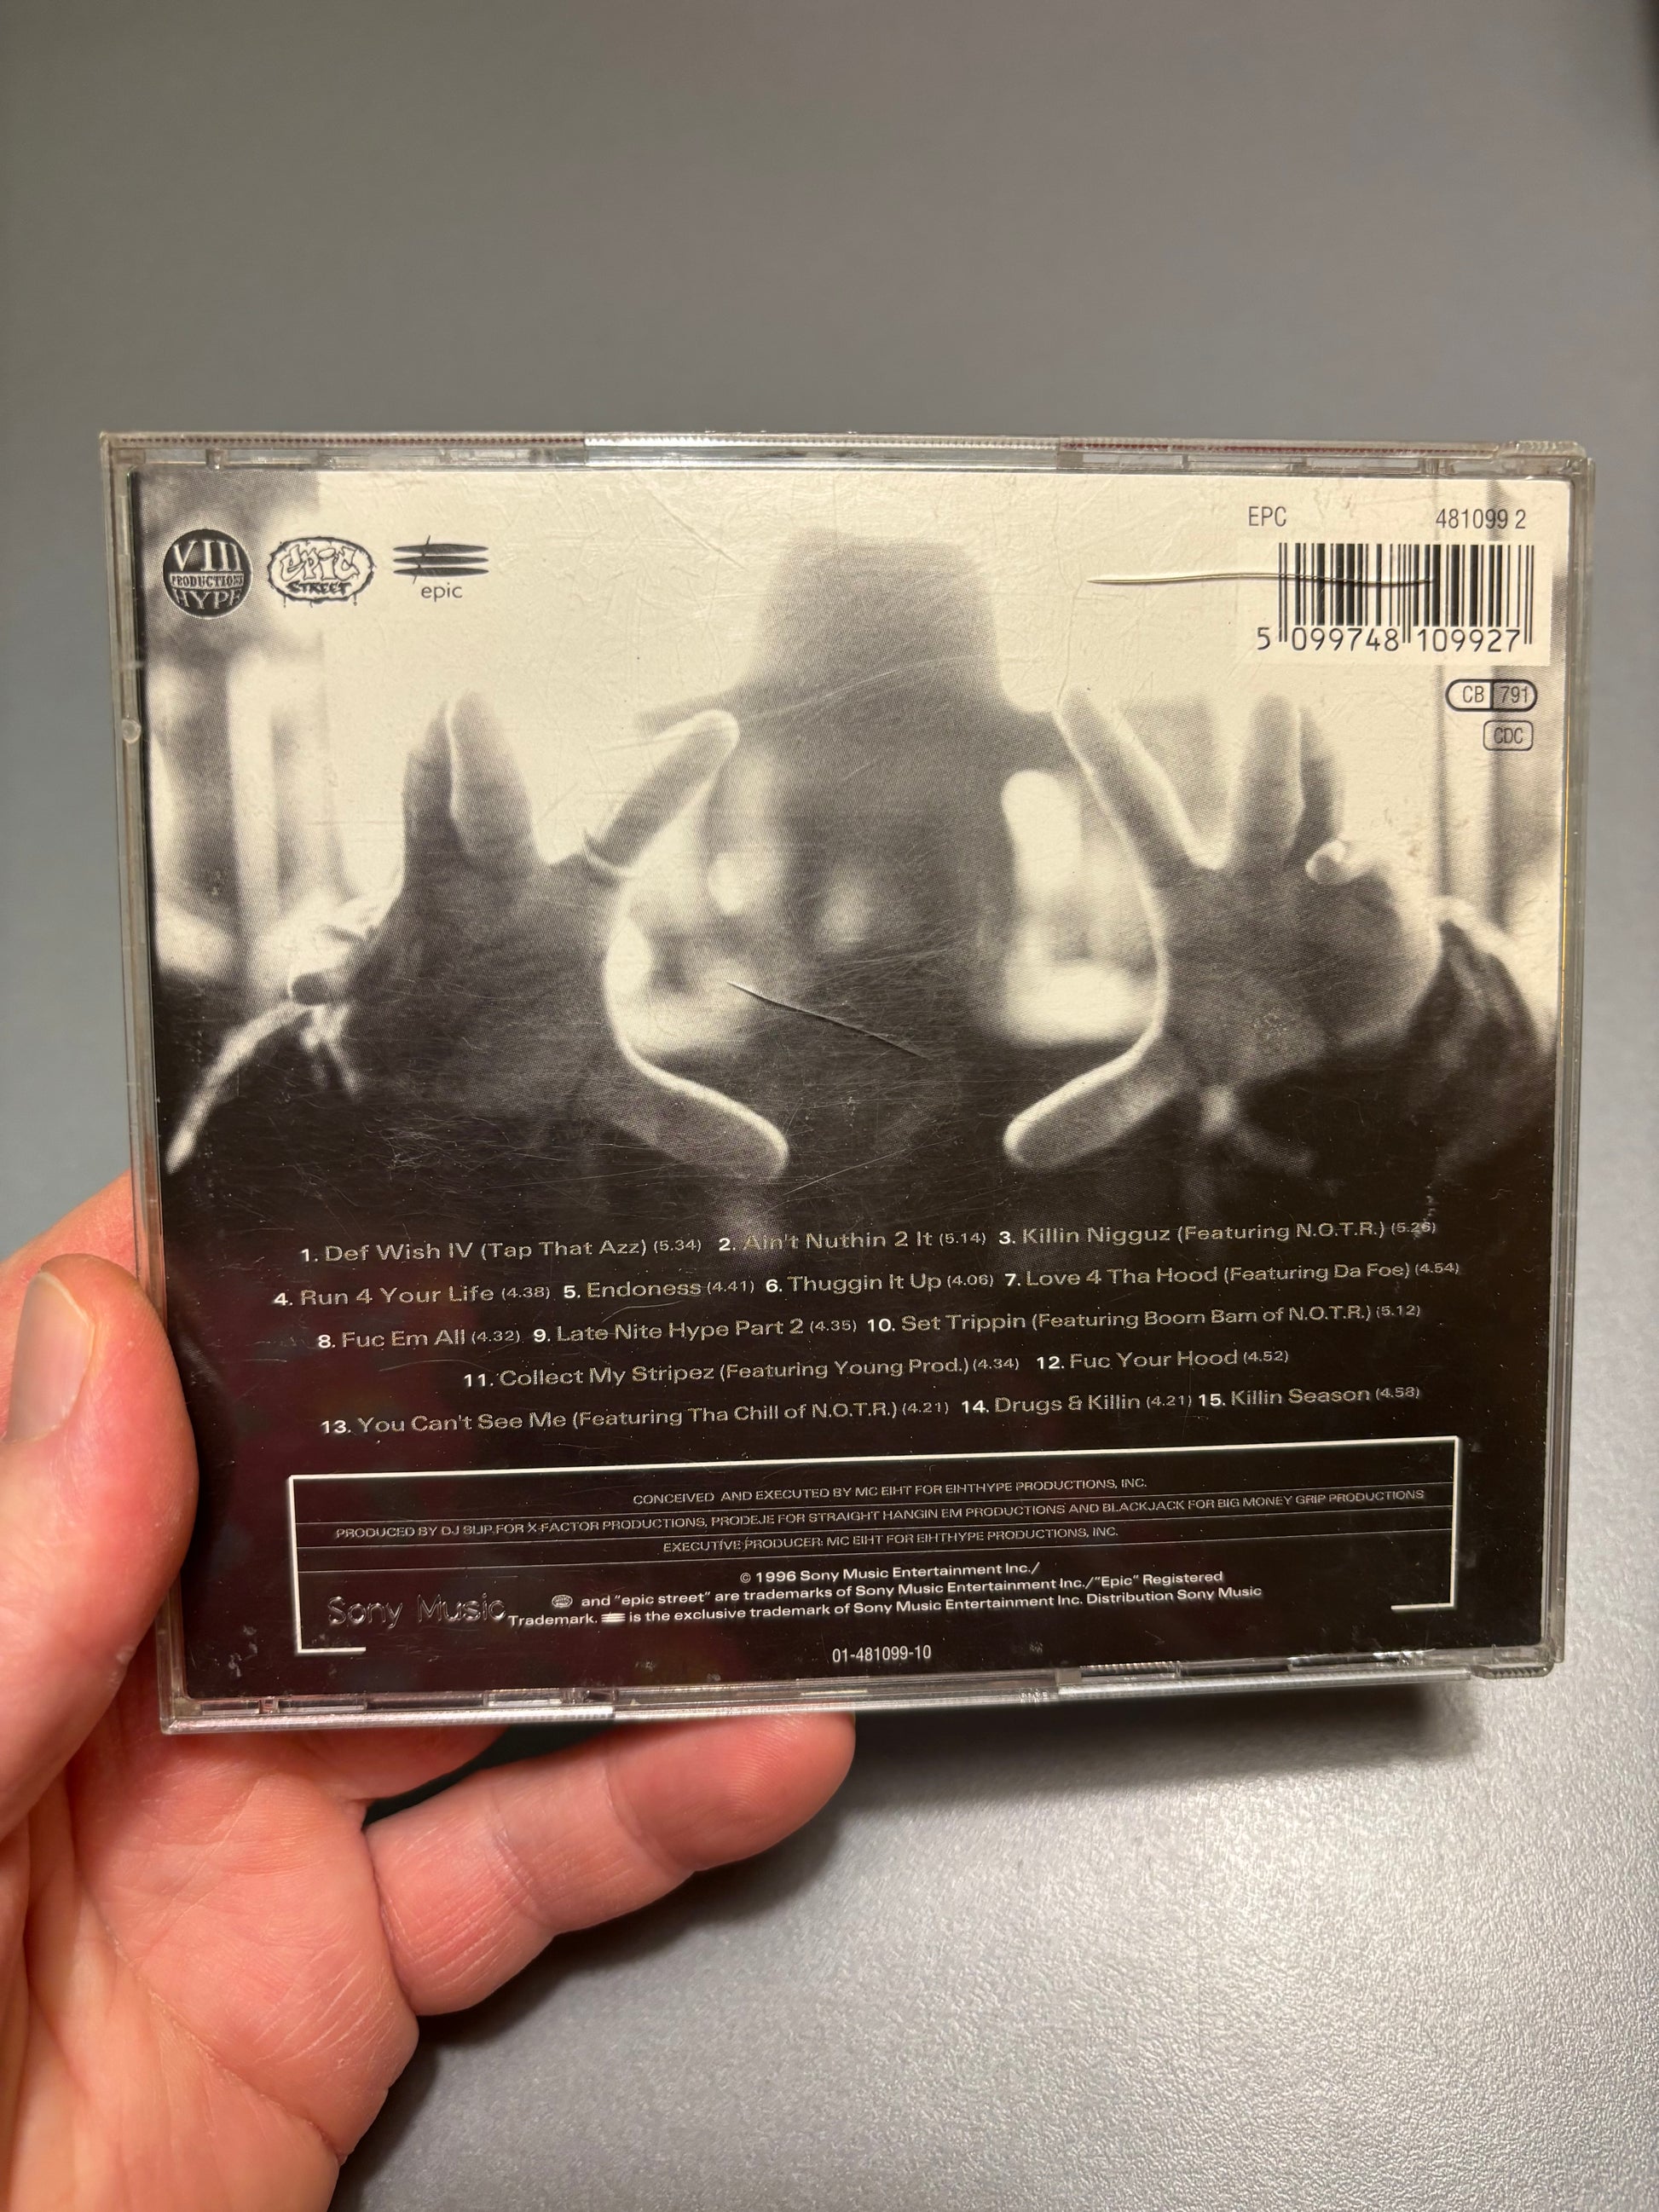 VIII
PRODUCTIONS
HYPE
epic
STREET
epic
EPC 481099 2
5 099748 109927
CB 791
CDC
1. Def Wish IV (Tap That Azz) (5.34) 2. Ain't Nuthin 2 It (5.14) 3. Killin Nigguz (Featuring N.O.T.R.) (5.26)
4. Run 4 Your Life (4.38) 5. Endoness (4.41) 6. Thuggin It Up (4.06) 7. Love 4 Tha Hood (Featuring Da Foe) (4.54)
8. Fuc Em All (4.32) 9. Late Nite Hype Part 2 (4.35) 10. Set Trippin (Featuring Boom Bam of N.O.T.R.) (5.12)
11. Collect My Stripez (Featuring Young Prod.) (4.34) 12. Fuc Your Hood (4.52)
13. You Can't See Me (Featuring Tha Chill of N.O.T.R.) (4.21) 14. Drugs & Killin (4.21) 15. Killin Season (4.58)
CONCEIVED AND EXECUTED BY MC EIHT FOR EIHTHYPE PRODUCTIONS, INC.
PRODUCED BY DJ SLIP FOR X-FACTOR PRODUCTIONS, PRODEJE FOR STRAIGHT HANGIN EM PRODUCTIONS AND BLACKJACK FOR BIG MONEY GRIP PRODUCTIONS
EXECUTIVE PRODUCER: MC EIHT FOR EIHTHYPE PRODUCTIONS, INC.
© 1996 Sony Music Entertainment Inc./
and "epic street" are trademarks of Sony Music Entertainment Inc./"Epic" Registered
Trademark. is the exclusive trademark of Sony Music Entertainment Inc. Distribution Sony Music
Sony Music
01-481099-10